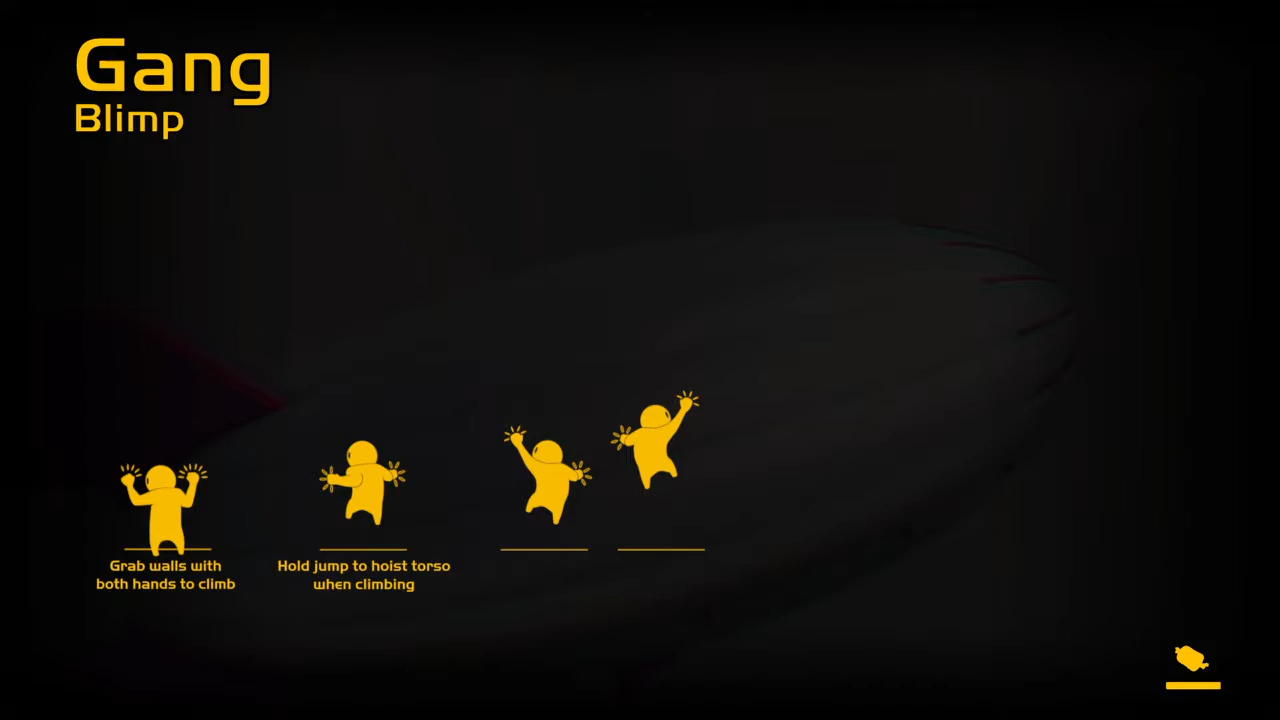 Gang
Blimp
Grab walls with
both hands to climb
Hold jump to hoist torso
when climbing